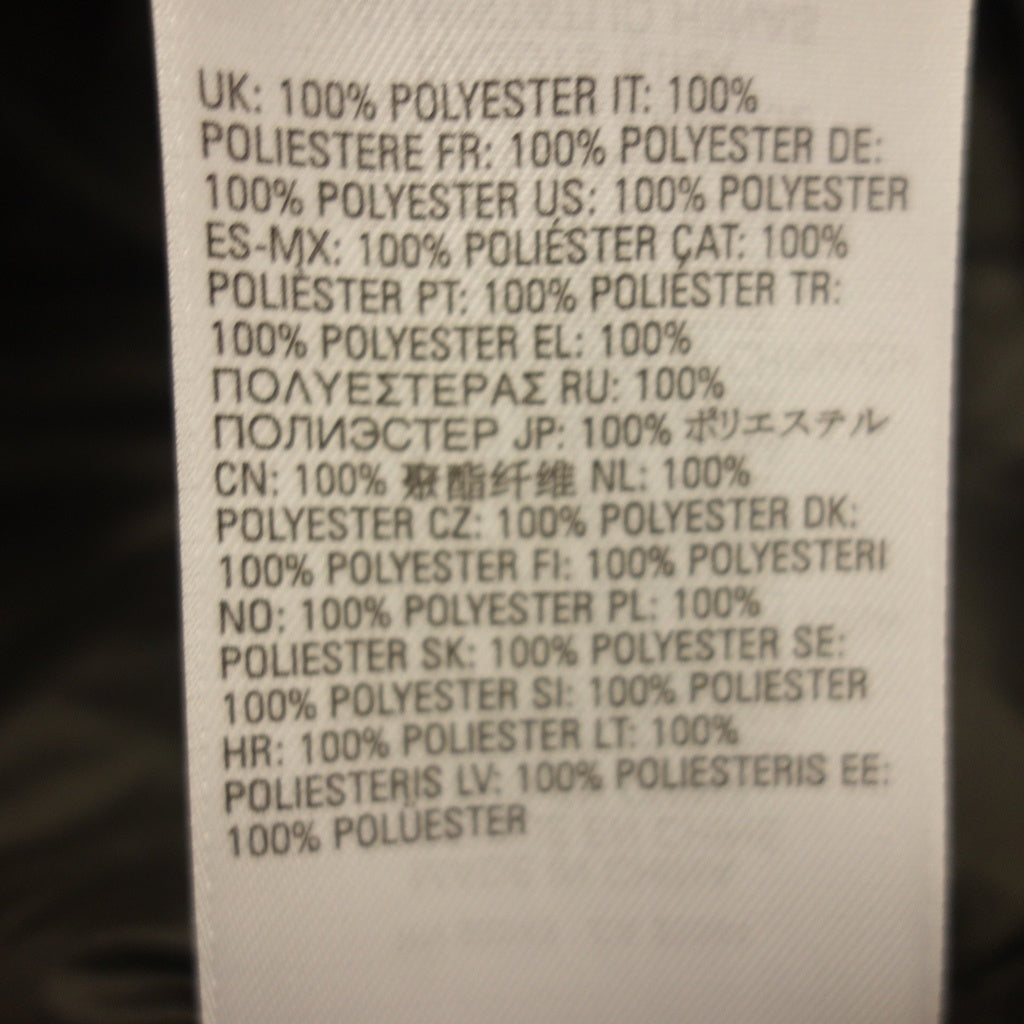 UK: 100% POLYESTER IT: 100%
POLIESTERE FR: 100% POLYESTER DE:
100% POLYESTER US: 100% POLYESTER
ES-MX: 100% POLIÉSTER CAT: 100%
POLIÈSTER PT: 100% POLIÉSTER TR:
100% POLYESTER EL: 100%
ΠΟΛΥΕΣΤΕΡΑΣ RU: 100%
ПОЛИЭСТЕР JP: 100% ポリエステル
CN: 100% 聚酯纤维 NL: 100%
POLYESTER CZ: 100% POLYESTER DK:
100% POLYESTER FI: 100% POLYESTERI
NO: 100% POLYESTER PL: 100%
POLIESTER SK: 100% POLYESTER SE:
100% POLYESTER SI: 100% POLIESTER
HR: 100% POLIESTER LT: 100%
POLIESTERIS LV: 100% POLIESTERIS EE:
100% POLÜESTER